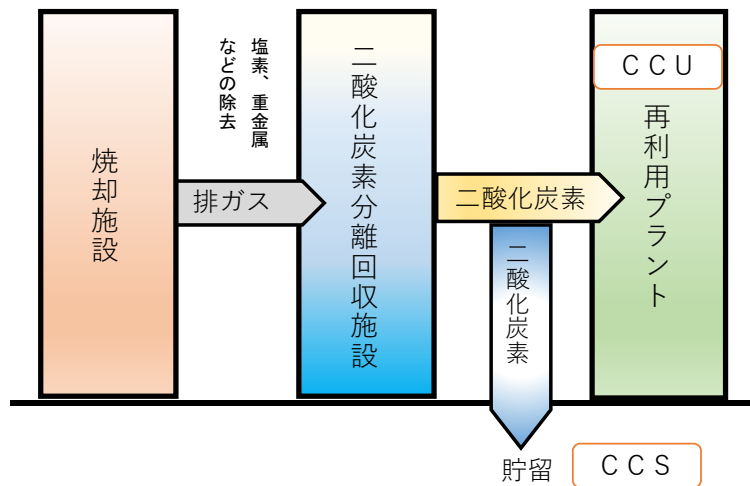 焼却施設
塩素、重金属
などの除去
排ガス
二酸化炭素分離回収施設
二酸化炭素
二酸化炭素
貯留
ＣＣＳ
ＣＣＵ
再利用プラント